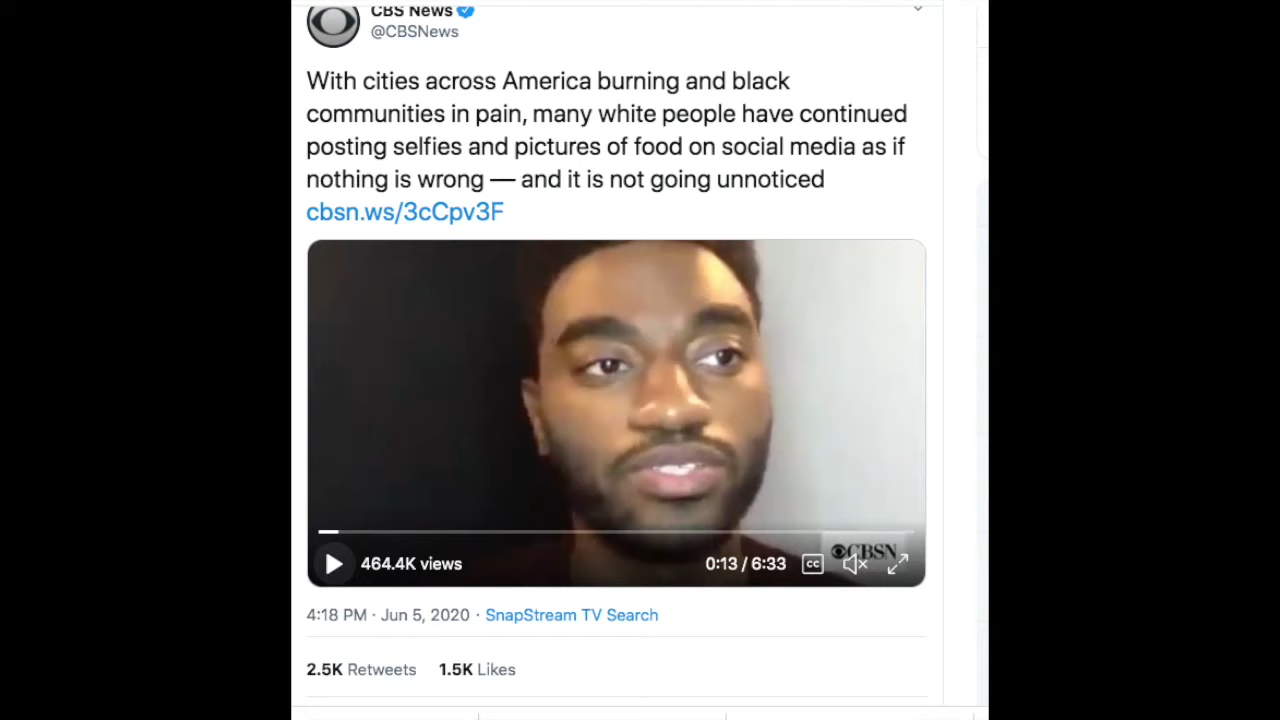 CBS News
@CBSNews
With cities across America burning and black
communities in pain, many white people have continued
posting selfies and pictures of food on social media as if
nothing is wrong — and it is not going unnoticed
cbsn.ws/3cCpv3F
CBSN
464.4K views
0:13 / 6:33
CC
4:18 PM · Jun 5, 2020 · SnapStream TV Search
2.5K Retweets 1.5K Likes